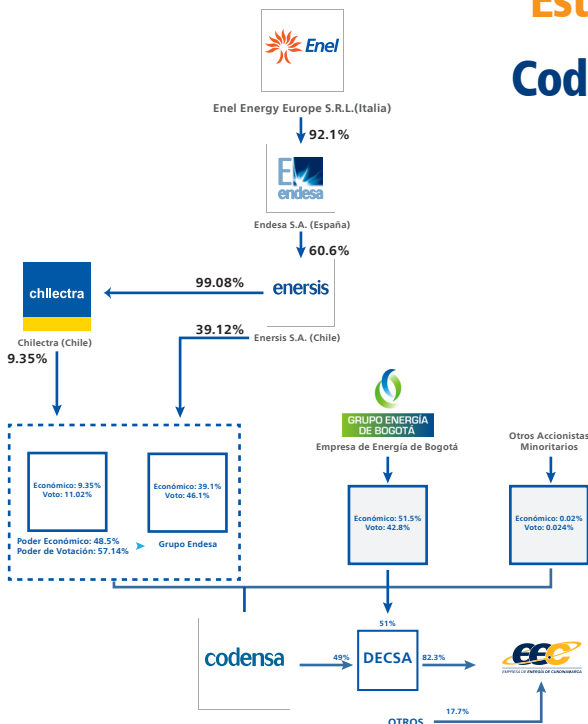 Est
Cod
Enel
Enel Energy Europe S.R.L.(Italia)
92.1%
endesa
Endesa S.A. (España)
60.6%
99.08%
enersis
chilectra
39.12%
Enersis S.A. (Chile)
Chilectra (Chile)
9.35%
GRUPO ENERGÍA
DE BOGOTÁ
Empresa de Energía de Bogotá
Otros Accionistas
Minoritarios
Económico: 9.35%
Voto: 11.02%
Económico: 39.1%
Voto: 46.1%
Económico: 51.5%
Voto: 42.8%
Económico: 0.02%
Voto: 0.024%
Poder Económico: 48.5%
Poder de Votación: 57.14%
Grupo Endesa
51%
codensa
49%
DECSA
82.3%
eec
EMPRESA DE ENERGÍA DE CUNDINAMARCA
17.7%
OTROS